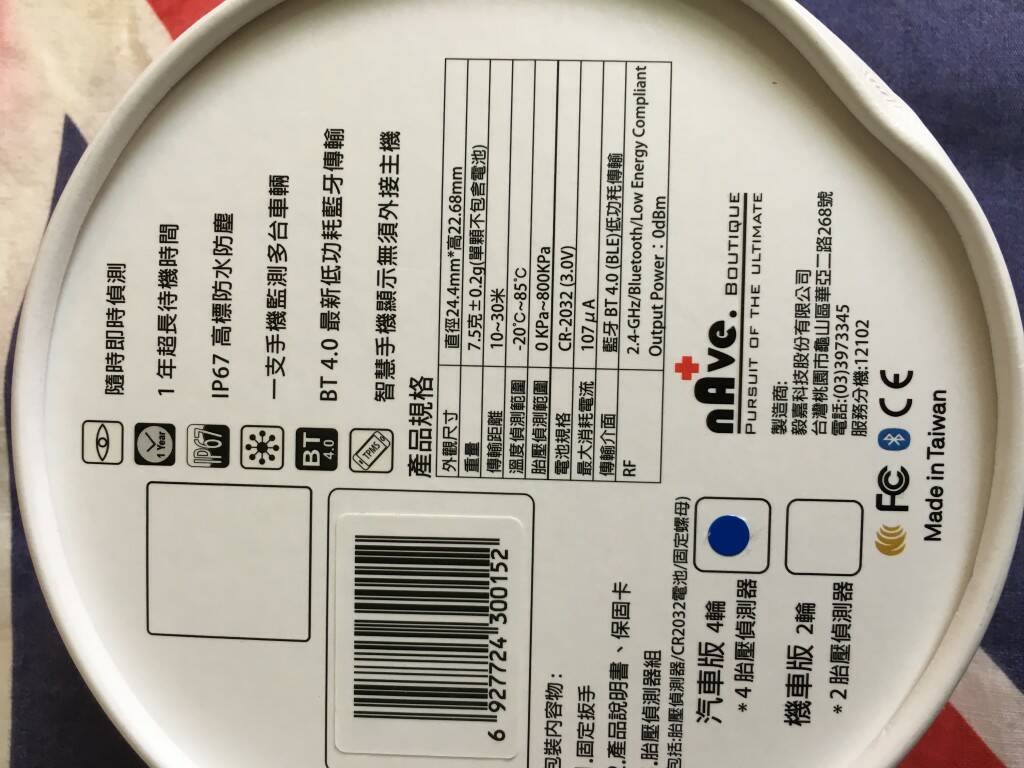 隨時即時偵測
1 Year
1 年超長待機時間
IP67
IP67 高標防水防塵
一支手機監測多台車輛
BT 4.0
BT 4.0 最新低功耗藍牙傳輸
TPMS
智慧手機顯示無須外接主機
產品規格
外觀尺寸 直徑24.4mm*高22.68mm
重量 7.5克±0.2g(單顆不包含電池)
傳輸距離 10~30米
溫度偵測範圍 -20℃~85℃
胎壓偵測範圍 0 KPa~800KPa
電池規格 CR-2032 (3.0V)
最大消耗電流 107μA
傳輸介面 藍牙 BT 4.0 (BLE)低功耗傳輸
RF 2.4-GHz/Bluetooth/Low Energy Compliant
Output Power：0dBm
6 927724 300152
包裝內容物：
.固定扳手
.產品說明書、保固卡
.胎壓偵測器組
包括:胎壓偵測器/CR2032電池/固定螺母)
汽車版 4輪
*4 胎壓偵測器
機車版 2輪
*2 胎壓偵測器
nAve. BOUTIQUE
PURSUIT OF THE ULTIMATE
製造商:
毅嘉科技股份有限公司
台灣桃園市龜山區華亞二路268號
電話:(03)3973345
服務分機:12102
FC CE
Made in Taiwan